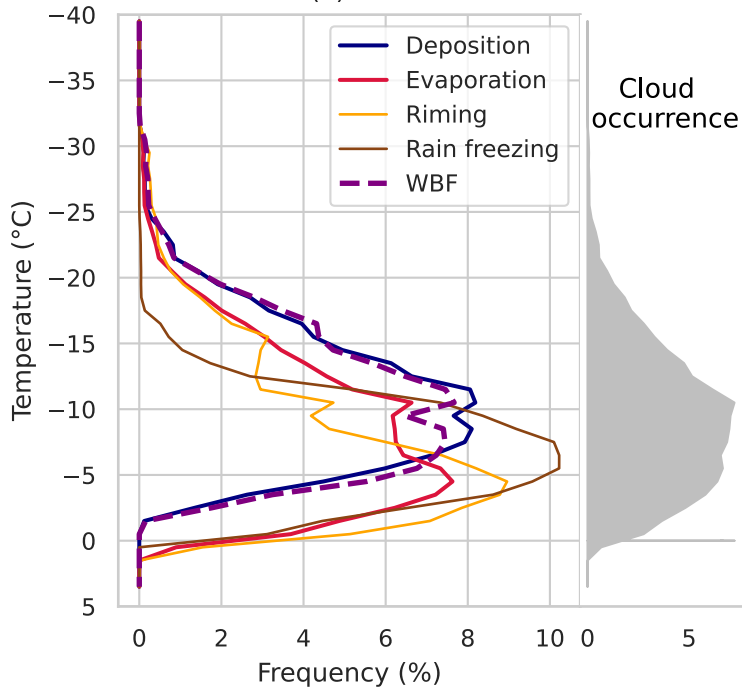 −40
−35
−30
−25
−20
−15
−10
−5
0
5
Temperature (°C)
Deposition
Evaporation
Riming
Rain freezing
WBF
Cloud
occurrence
0
2
4
6
8
10
0
5
Frequency (%)